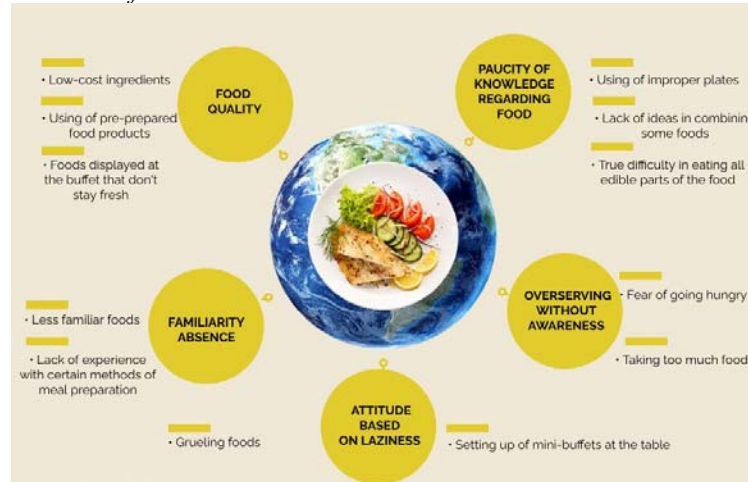 FOOD
QUALITY
• Low-cost ingredients
• Using of pre-prepared
food products
• Foods displayed at
the buffet that don't
stay fresh
PAUCITY OF
KNOWLEDGE
REGARDING
FOOD
• Using of improper plates
• Lack of ideas in combinin
some foods
• True difficulty in eating all
edible parts of the food
FAMILIARITY
ABSENCE
• Less familiar foods
• Lack of experience
with certain methods of
meal preparation
OVERSERVING
WITHOUT
AWARENESS
• Fear of going hungry
• Taking too much food
ATTITUDE
BASED
ON LAZINESS
• Grueling foods
• Setting up of mini-buffets at the table